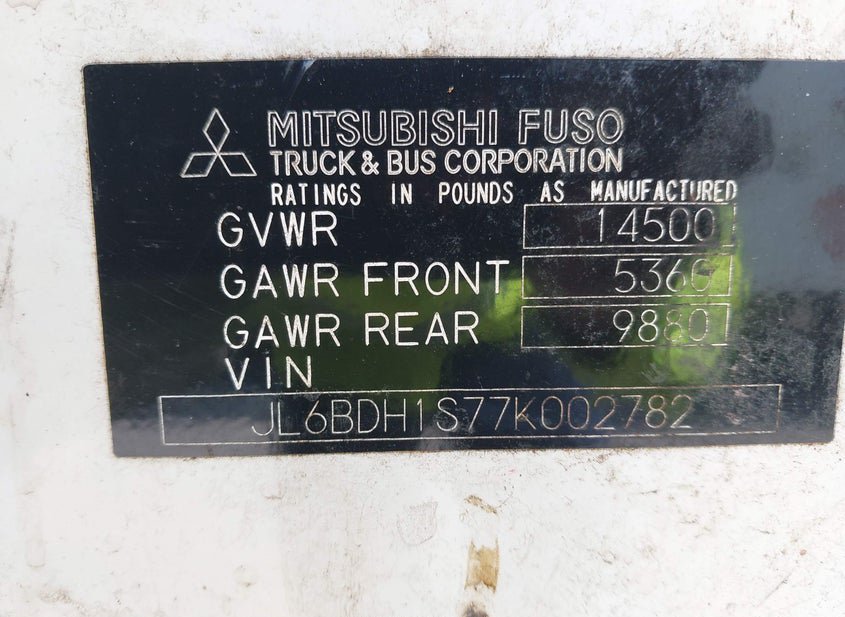 MITSUBISHI FUSO
TRUCK & BUS CORPORATION
RATINGS IN POUNDS AS MANUFACTURED
GVWR 14500
GAWR FRONT 5360
GAWR REAR 9880
VIN
JL6BDH1S77K002782